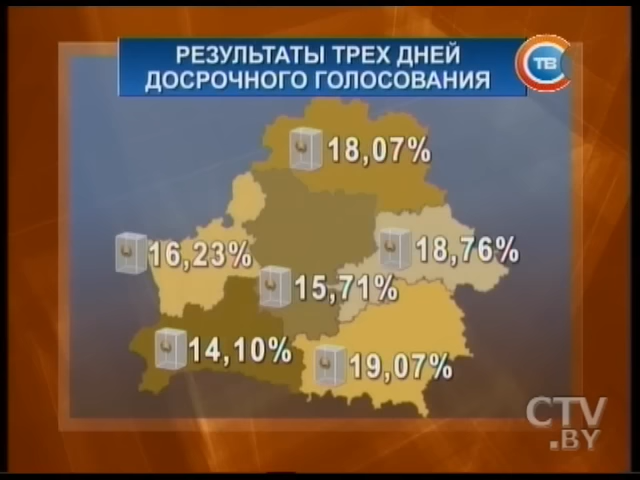 РЕЗУЛЬТАТЫ ТРЕХ ДНЕЙ
ДОСРОЧНОГО ГОЛОСОВАНИЯ
СТВ
18,07%
16,23%
18,76%
15,71%
14,10%
19,07%
CTV
.BY